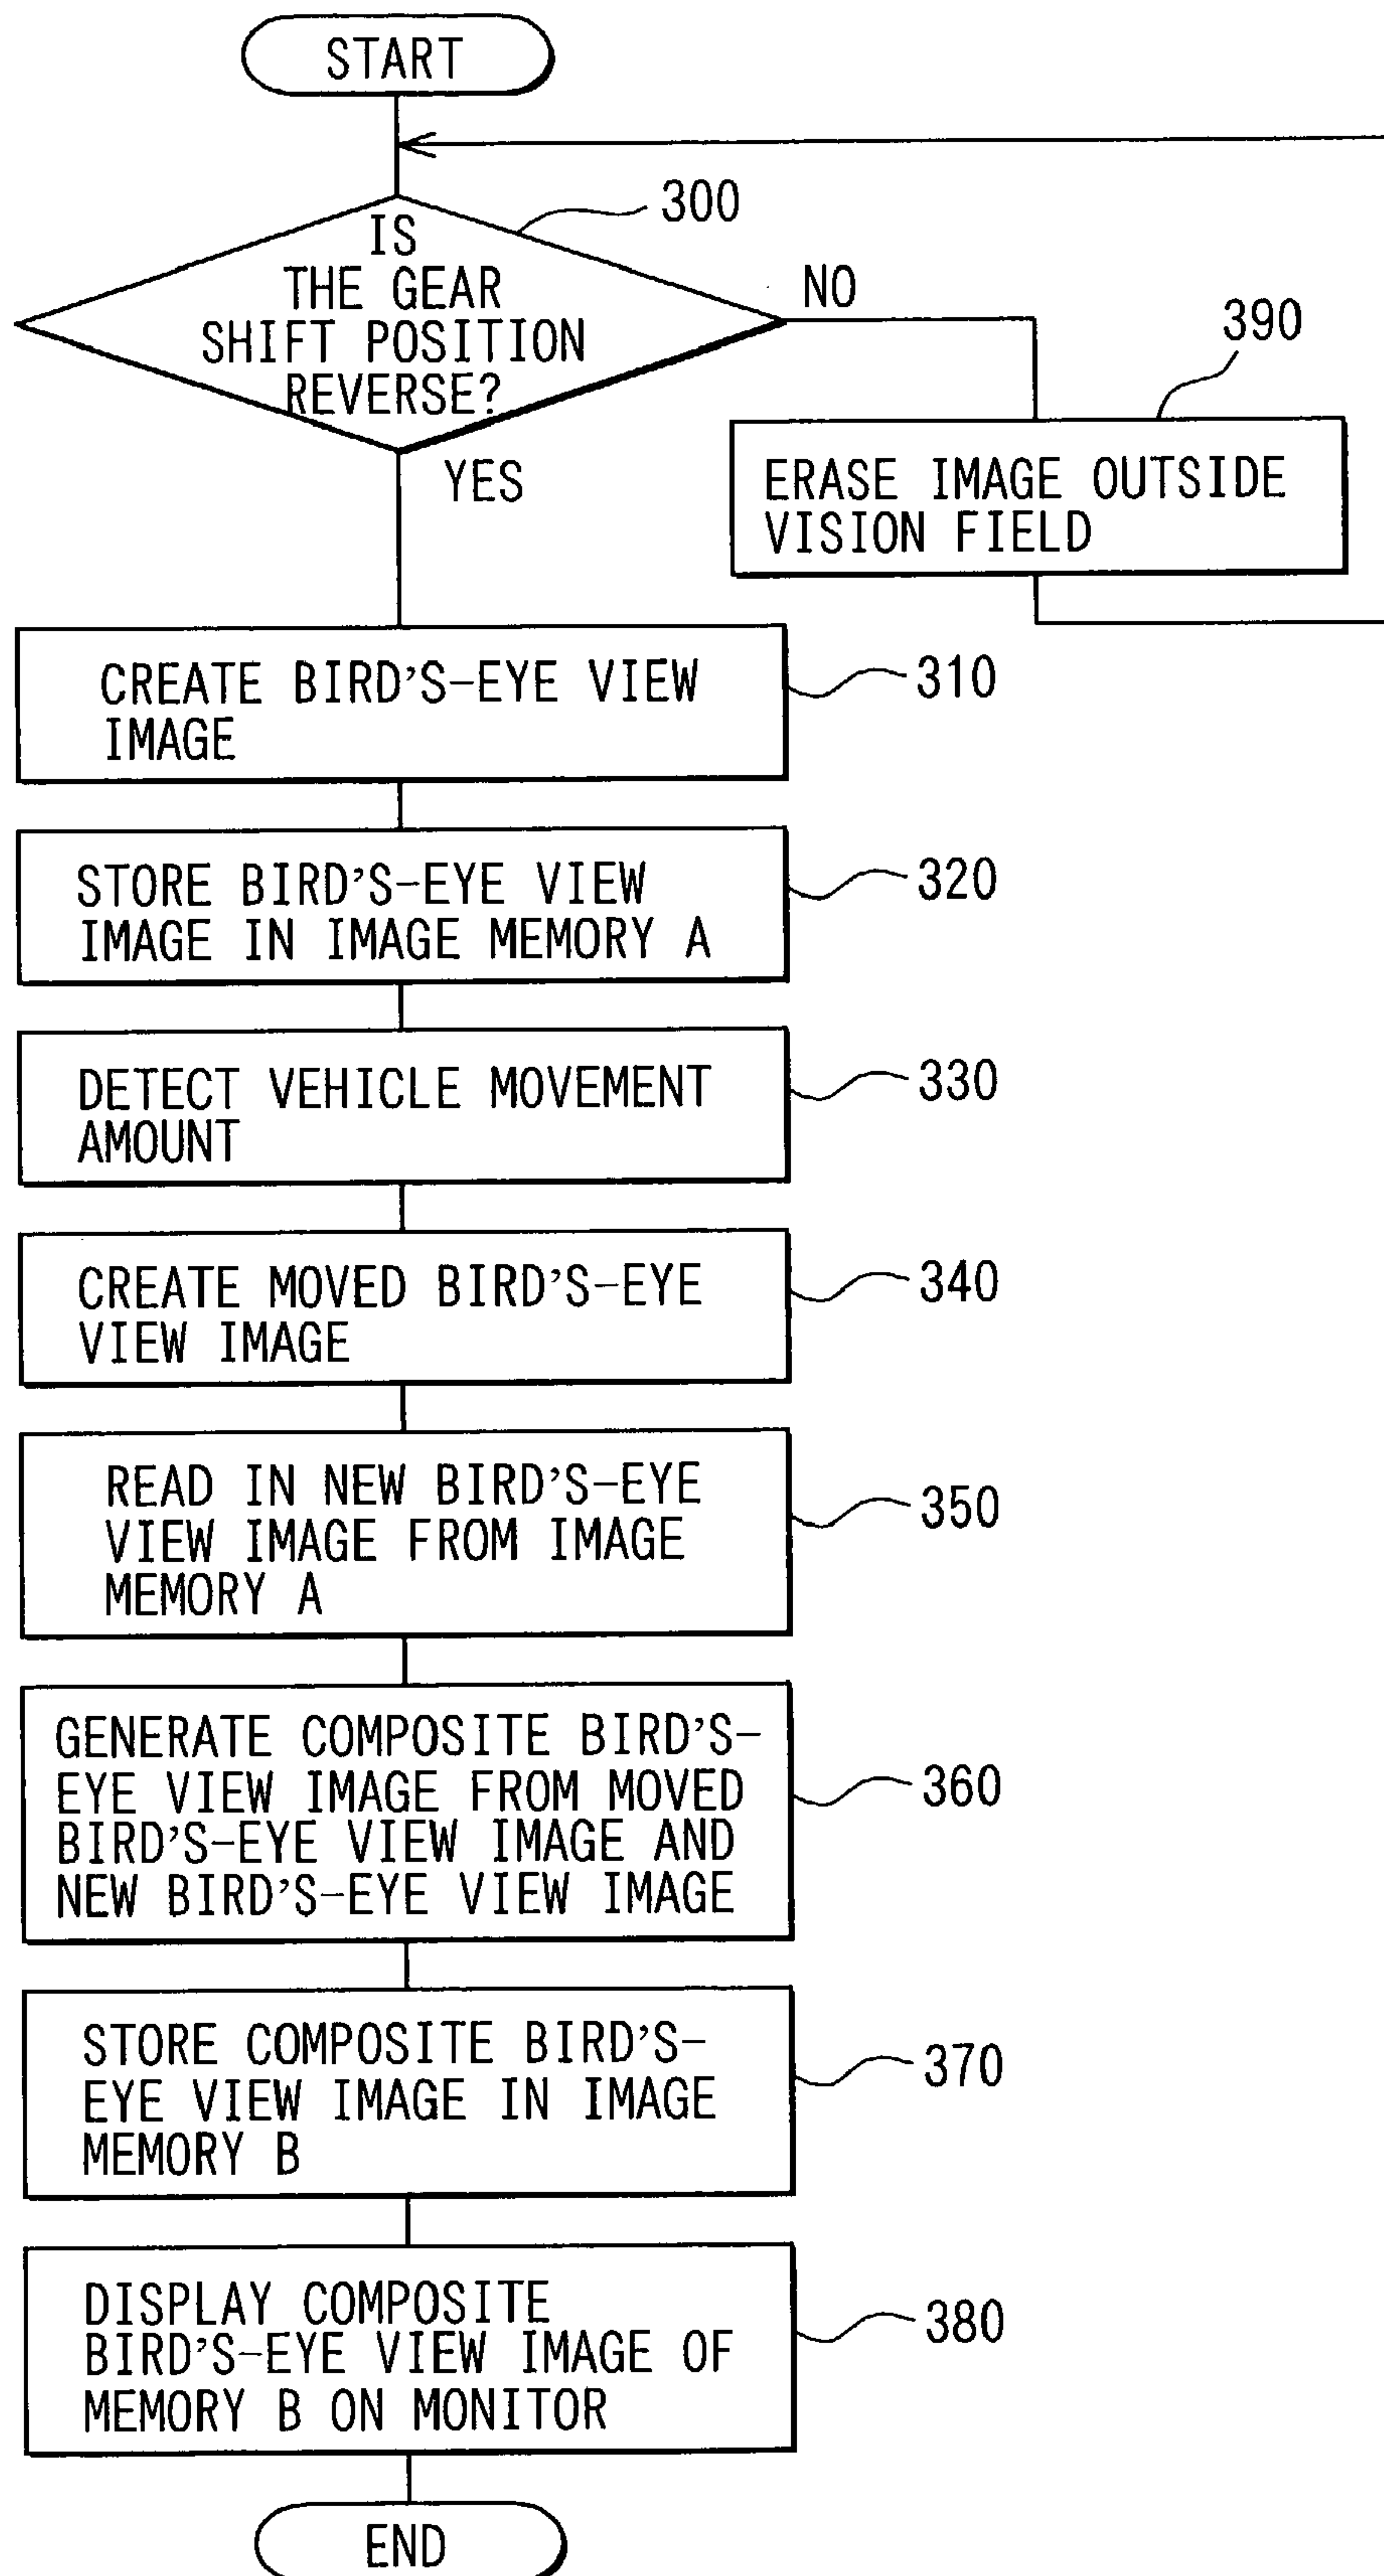 START
300
IS
THE GEAR
SHIFT POSITION
REVERSE?
NO
YES
390
ERASE IMAGE OUTSIDE
VISION FIELD
CREATE BIRD'S-EYE VIEW
IMAGE
310
STORE BIRD'S-EYE VIEW
IMAGE IN IMAGE MEMORY A
320
DETECT VEHICLE MOVEMENT
AMOUNT
330
CREATE MOVED BIRD'S-EYE
VIEW IMAGE
340
READ IN NEW BIRD'S-EYE
VIEW IMAGE FROM IMAGE
MEMORY A
350
GENERATE COMPOSITE BIRD'S-
EYE VIEW IMAGE FROM MOVED
BIRD'S-EYE VIEW IMAGE AND
NEW BIRD'S-EYE VIEW IMAGE
360
STORE COMPOSITE BIRD'S-
EYE VIEW IMAGE IN IMAGE
MEMORY B
370
DISPLAY COMPOSITE
BIRD'S-EYE VIEW IMAGE OF
MEMORY B ON MONITOR
380
END